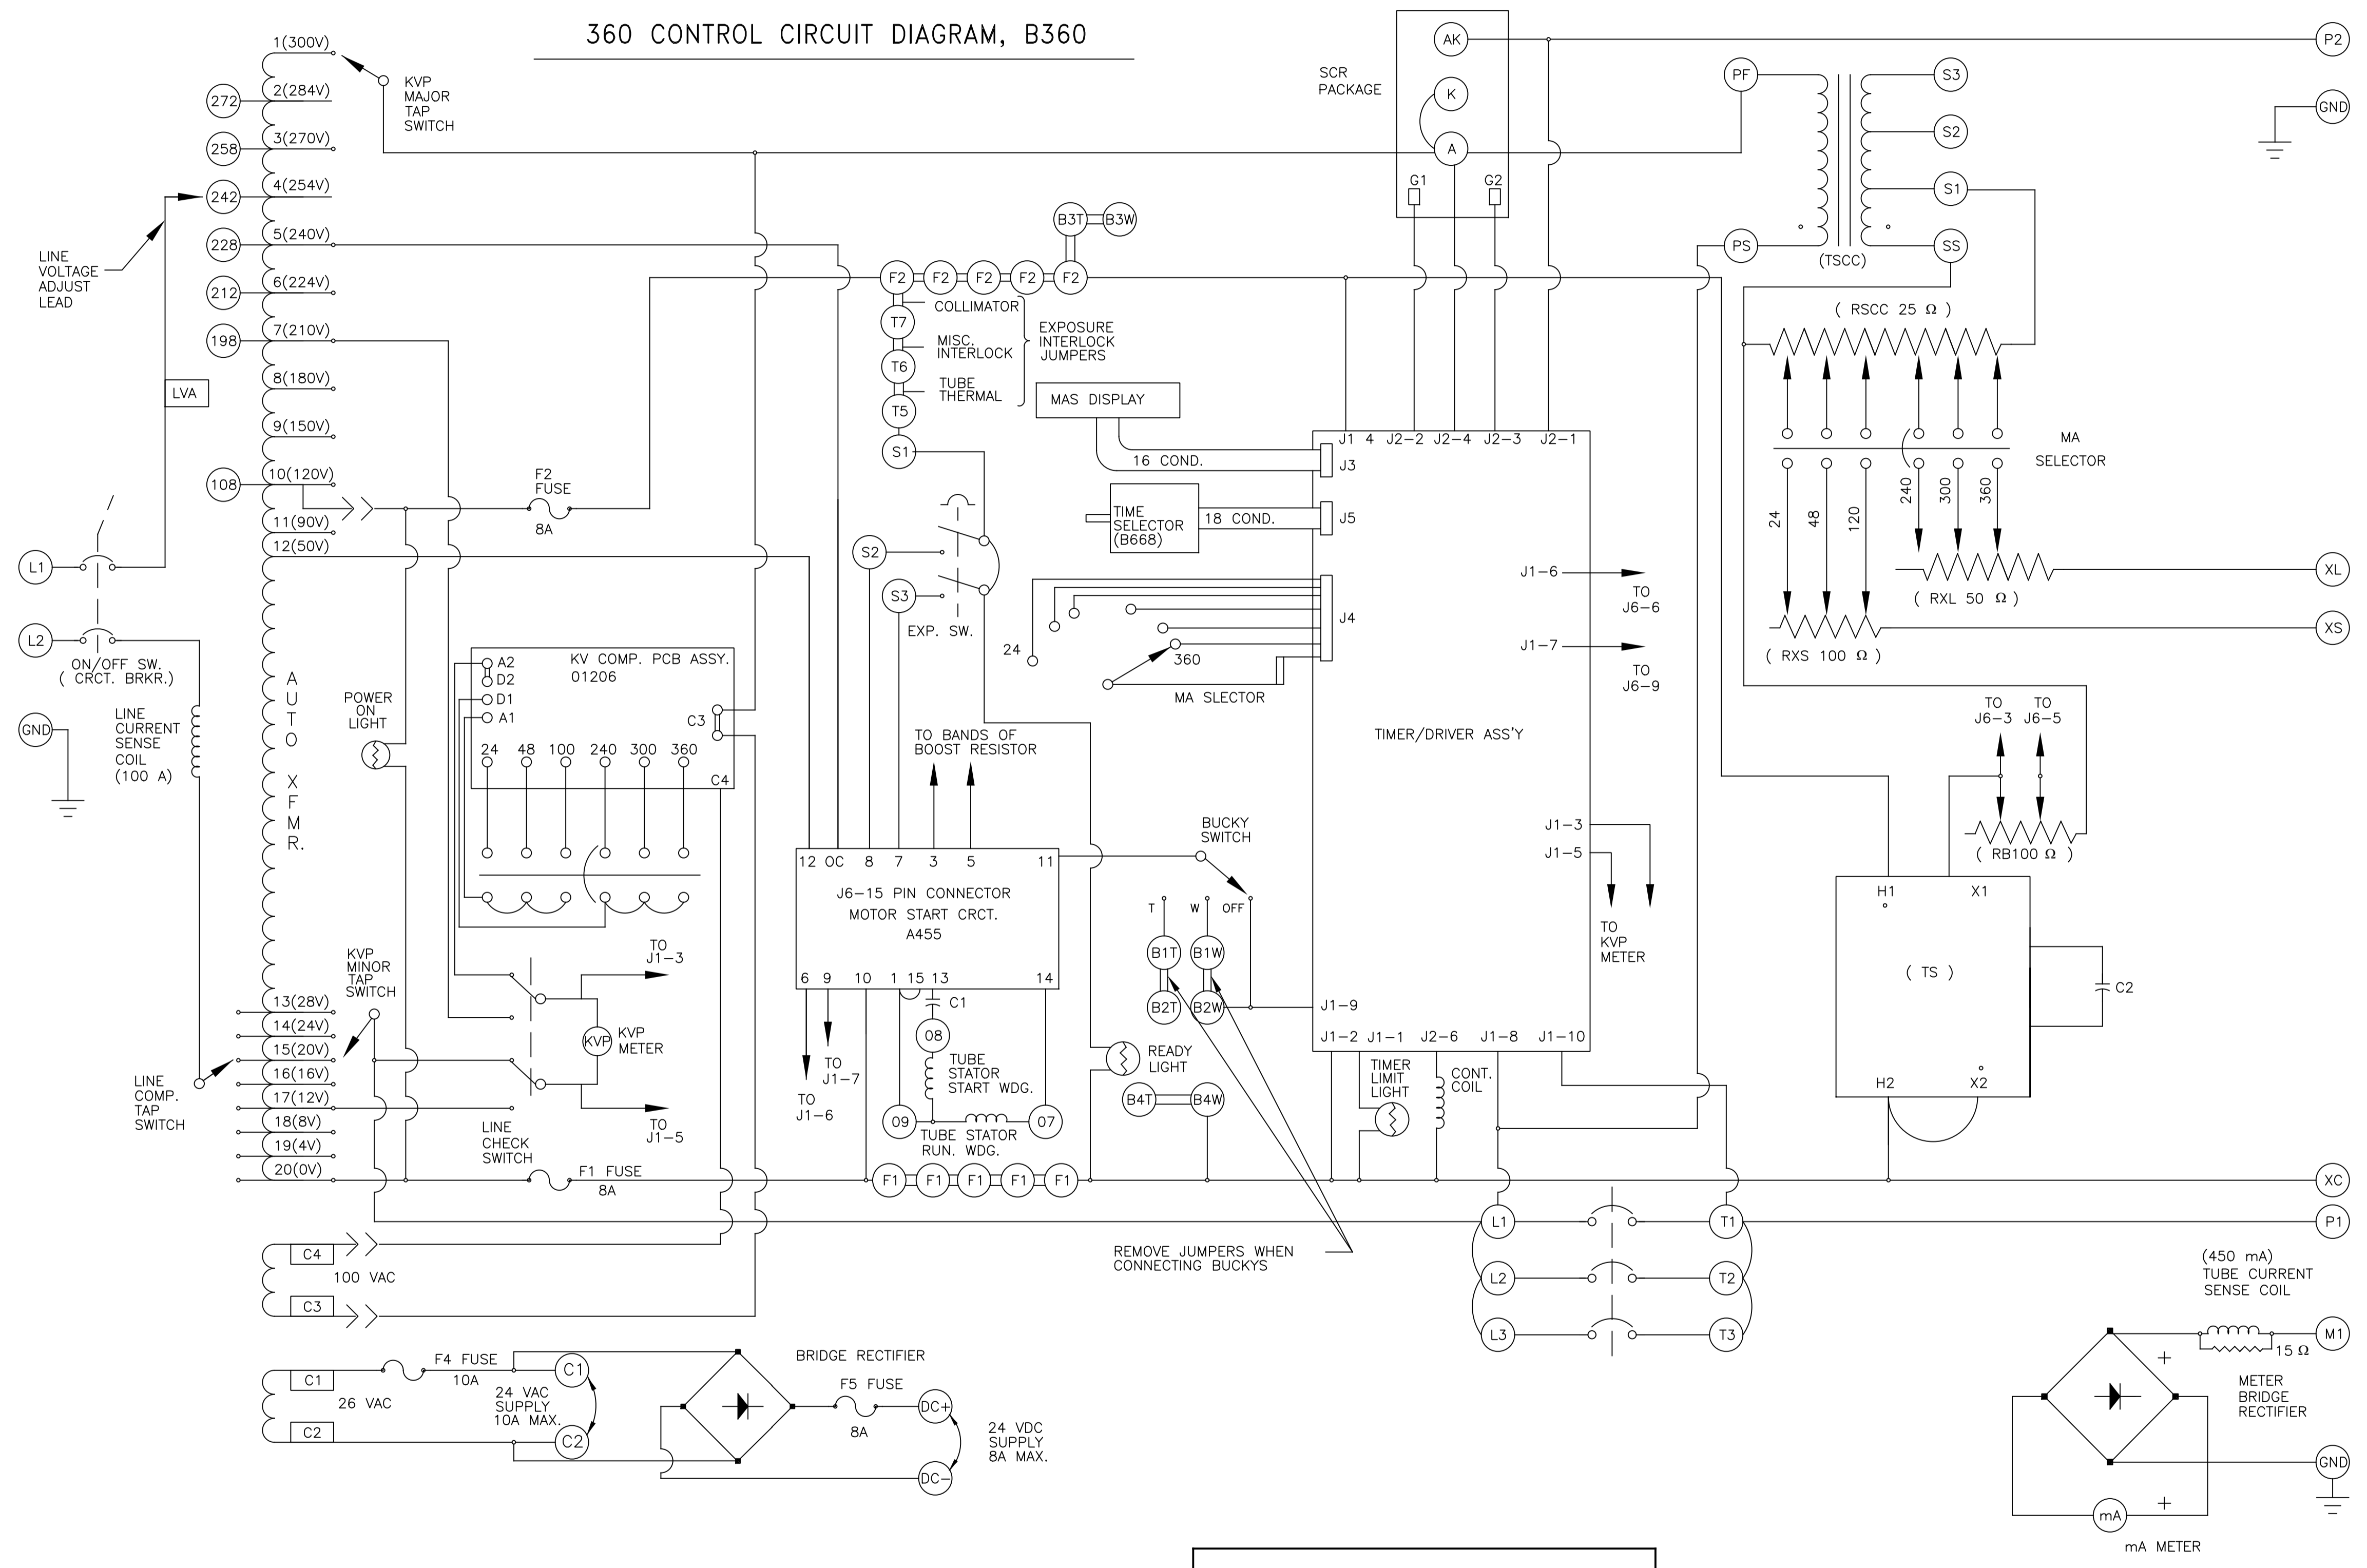 360 CONTROL CIRCUIT DIAGRAM, B360
1(300V)
272
2(284V)
258
3(270V)
242
4(254V)
228
5(240V)
212
6(224V)
198
7(210V)
8(180V)
9(150V)
108
10(120V)
11(90V)
12(50V)
13(28V)
14(24V)
15(20V)
16(16V)
17(12V)
18(8V)
19(4V)
20(0V)
KVP
MAJOR
TAP
SWITCH
LINE
VOLTAGE
ADJUST
LEAD
LVA
L1
L2
ON/OFF SW.
( CRCT. BRKR.)
GND
LINE
CURRENT
SENSE
COIL
(100 A)
AUTO XFMR.
POWER
ON
LIGHT
F2
FUSE
8A
KVP
MINOR
TAP
SWITCH
LINE
COMP.
TAP
SWITCH
A2
D2
D1
A1
KV COMP. PCB ASSY.
01206
C3
C4
24 48 100 240 300 360
TO
J1-3
KVP
KVP
METER
TO
J1-5
LINE
CHECK
SWITCH
F1 FUSE
8A
C4
100 VAC
C3
C1
26 VAC
C2
F4 FUSE
10A
24 VAC
SUPPLY
10A MAX.
C1
C2
BRIDGE RECTIFIER
F5 FUSE
8A
DC+
DC-
24 VDC
SUPPLY
8A MAX.
B3T
B3W
F2 F2 F2 F2 F2
T7
T6
T5
S1
COLLIMATOR
MISC.
INTERLOCK
TUBE
THERMAL
EXPOSURE
INTERLOCK
JUMPERS
S2
S3
EXP. SW.
MAS DISPLAY
16 COND.
TIME
SELECTOR
(B668)
18 COND.
24
360
MA SLECTOR
TO BANDS OF
BOOST RESISTOR
12 OC 8 7 3 5 11
J6-15 PIN CONNECTOR
MOTOR START CRCT.
A455
6 9 10 1 15 13 14
TO
J1-6
TO
J1-7
C1
08
TUBE
STATOR
START WDG.
09
07
TUBE STATOR
RUN. WDG.
F1 F1 F1 F1 F1
BUCKY
SWITCH
T W OFF
B1T
B1W
B2T
B2W
READY
LIGHT
B4T
B4W
REMOVE JUMPERS WHEN
CONNECTING BUCKYS
SCR
PACKAGE
AK
K
A
G1
G2
J1 4 J2-2 J2-4 J2-3 J2-1
J3
J5
J4
J1-6
TO
J6-6
J1-7
TO
J6-9
TIMER/DRIVER ASS'Y
J1-3
J1-5
TO
KVP
METER
J1-9
J1-2 J1-1 J2-6 J1-8 J1-10
TIMER
LIMIT
LIGHT
CONT.
COIL
L1
L2
L3
T1
T2
T3
PF
PS
(TSCC)
S3
S2
S1
SS
P2
GND
( RSCC 25 Ω )
MA
SELECTOR
24
48
120
240
300
360
( RXL 50 Ω )
XL
( RXS 100 Ω )
XS
TO
J6-3
TO
J6-5
( RB100 Ω )
H1
X1
( TS )
H2
X2
C2
XC
P1
(450 mA)
TUBE CURRENT
SENSE COIL
M1
15 Ω
+
METER
BRIDGE
RECTIFIER
GND
+
mA
mA METER